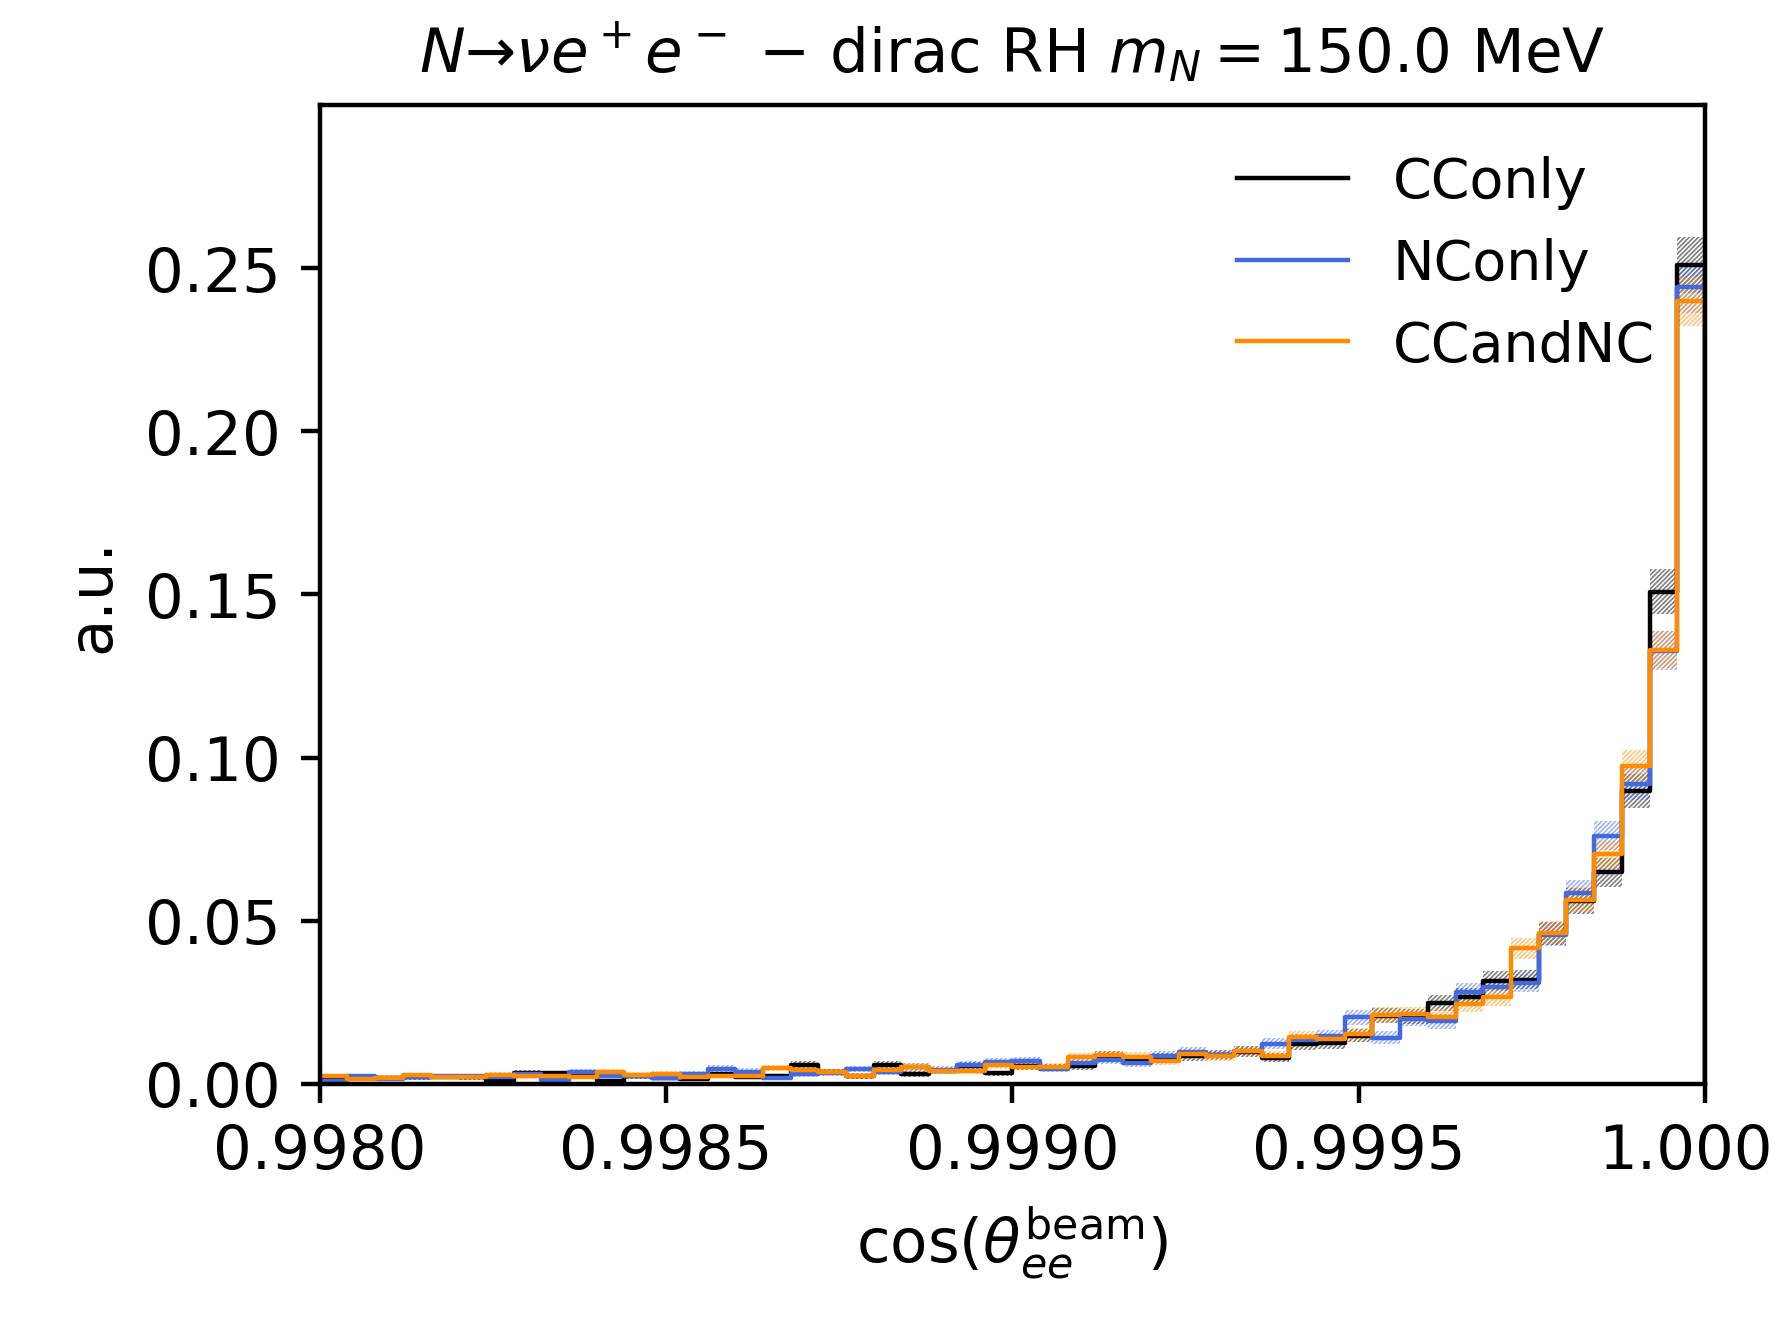 N→νe⁺e⁻ − dirac RH m_N = 150.0 MeV
CConly
NConly
CCandNC
a.u.
0.25
0.20
0.15
0.10
0.05
0.00
0.9980 0.9985 0.9990 0.9995 1.000
cos(θ_ee^beam)